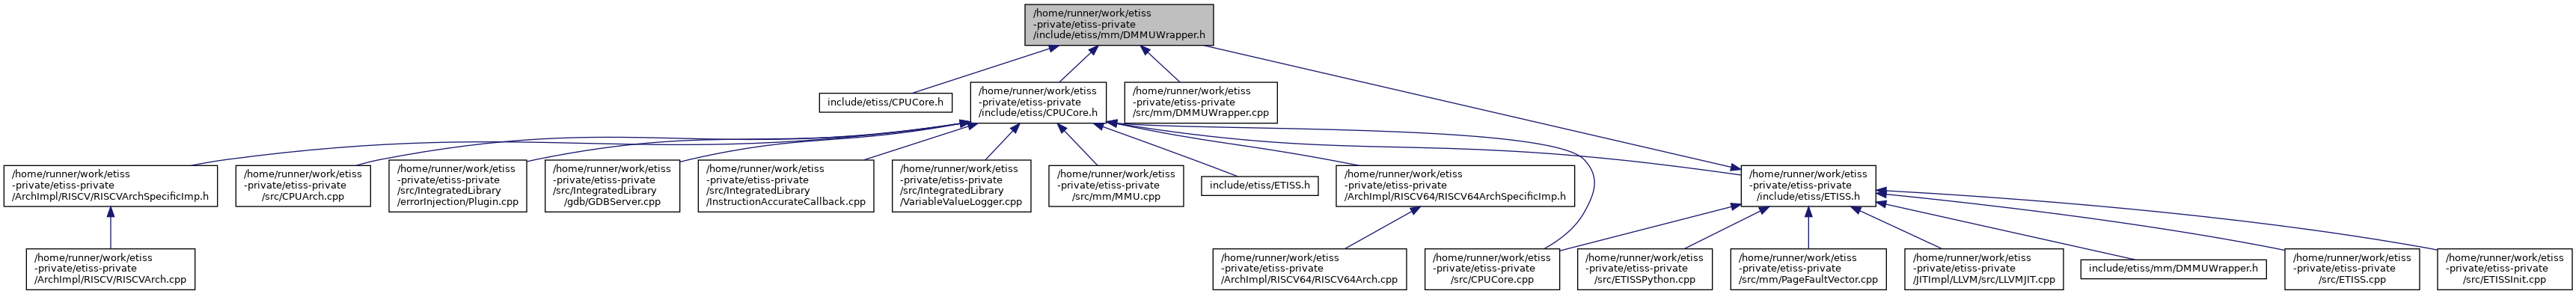 /home/runner/work/etiss
-private/etiss-private
/include/etiss/mm/DMMUWrapper.h
include/etiss/CPUCore.h
/home/runner/work/etiss
-private/etiss-private
/include/etiss/CPUCore.h
/home/runner/work/etiss
-private/etiss-private
/src/mm/DMMUWrapper.cpp
/home/runner/work/etiss
-private/etiss-private
/ArchImpl/RISCV/RISCVArchSpecificImp.h
/home/runner/work/etiss
-private/etiss-private
/src/CPUArch.cpp
/home/runner/work/etiss
-private/etiss-private
/src/IntegratedLibrary
/errorInjection/Plugin.cpp
/home/runner/work/etiss
-private/etiss-private
/src/IntegratedLibrary
/gdb/GDBServer.cpp
/home/runner/work/etiss
-private/etiss-private
/src/IntegratedLibrary
/InstructionAccurateCallback.cpp
/home/runner/work/etiss
-private/etiss-private
/src/IntegratedLibrary
/VariableValueLogger.cpp
/home/runner/work/etiss
-private/etiss-private
/src/mm/MMU.cpp
include/etiss/ETISS.h
/home/runner/work/etiss
-private/etiss-private
/ArchImpl/RISCV64/RISCV64ArchSpecificImp.h
/home/runner/work/etiss
-private/etiss-private
/include/etiss/ETISS.h
/home/runner/work/etiss
-private/etiss-private
/ArchImpl/RISCV/RISCVArch.cpp
/home/runner/work/etiss
-private/etiss-private
/ArchImpl/RISCV64/RISCV64Arch.cpp
/home/runner/work/etiss
-private/etiss-private
/src/CPUCore.cpp
/home/runner/work/etiss
-private/etiss-private
/src/ETISSPython.cpp
/home/runner/work/etiss
-private/etiss-private
/src/mm/PageFaultVector.cpp
/home/runner/work/etiss
-private/etiss-private
/JITImpl/LLVM/src/LLVMJIT.cpp
include/etiss/mm/DMMUWrapper.h
/home/runner/work/etiss
-private/etiss-private
/src/ETISS.cpp
/home/runner/work/etiss
-private/etiss-private
/src/ETISSInit.cpp